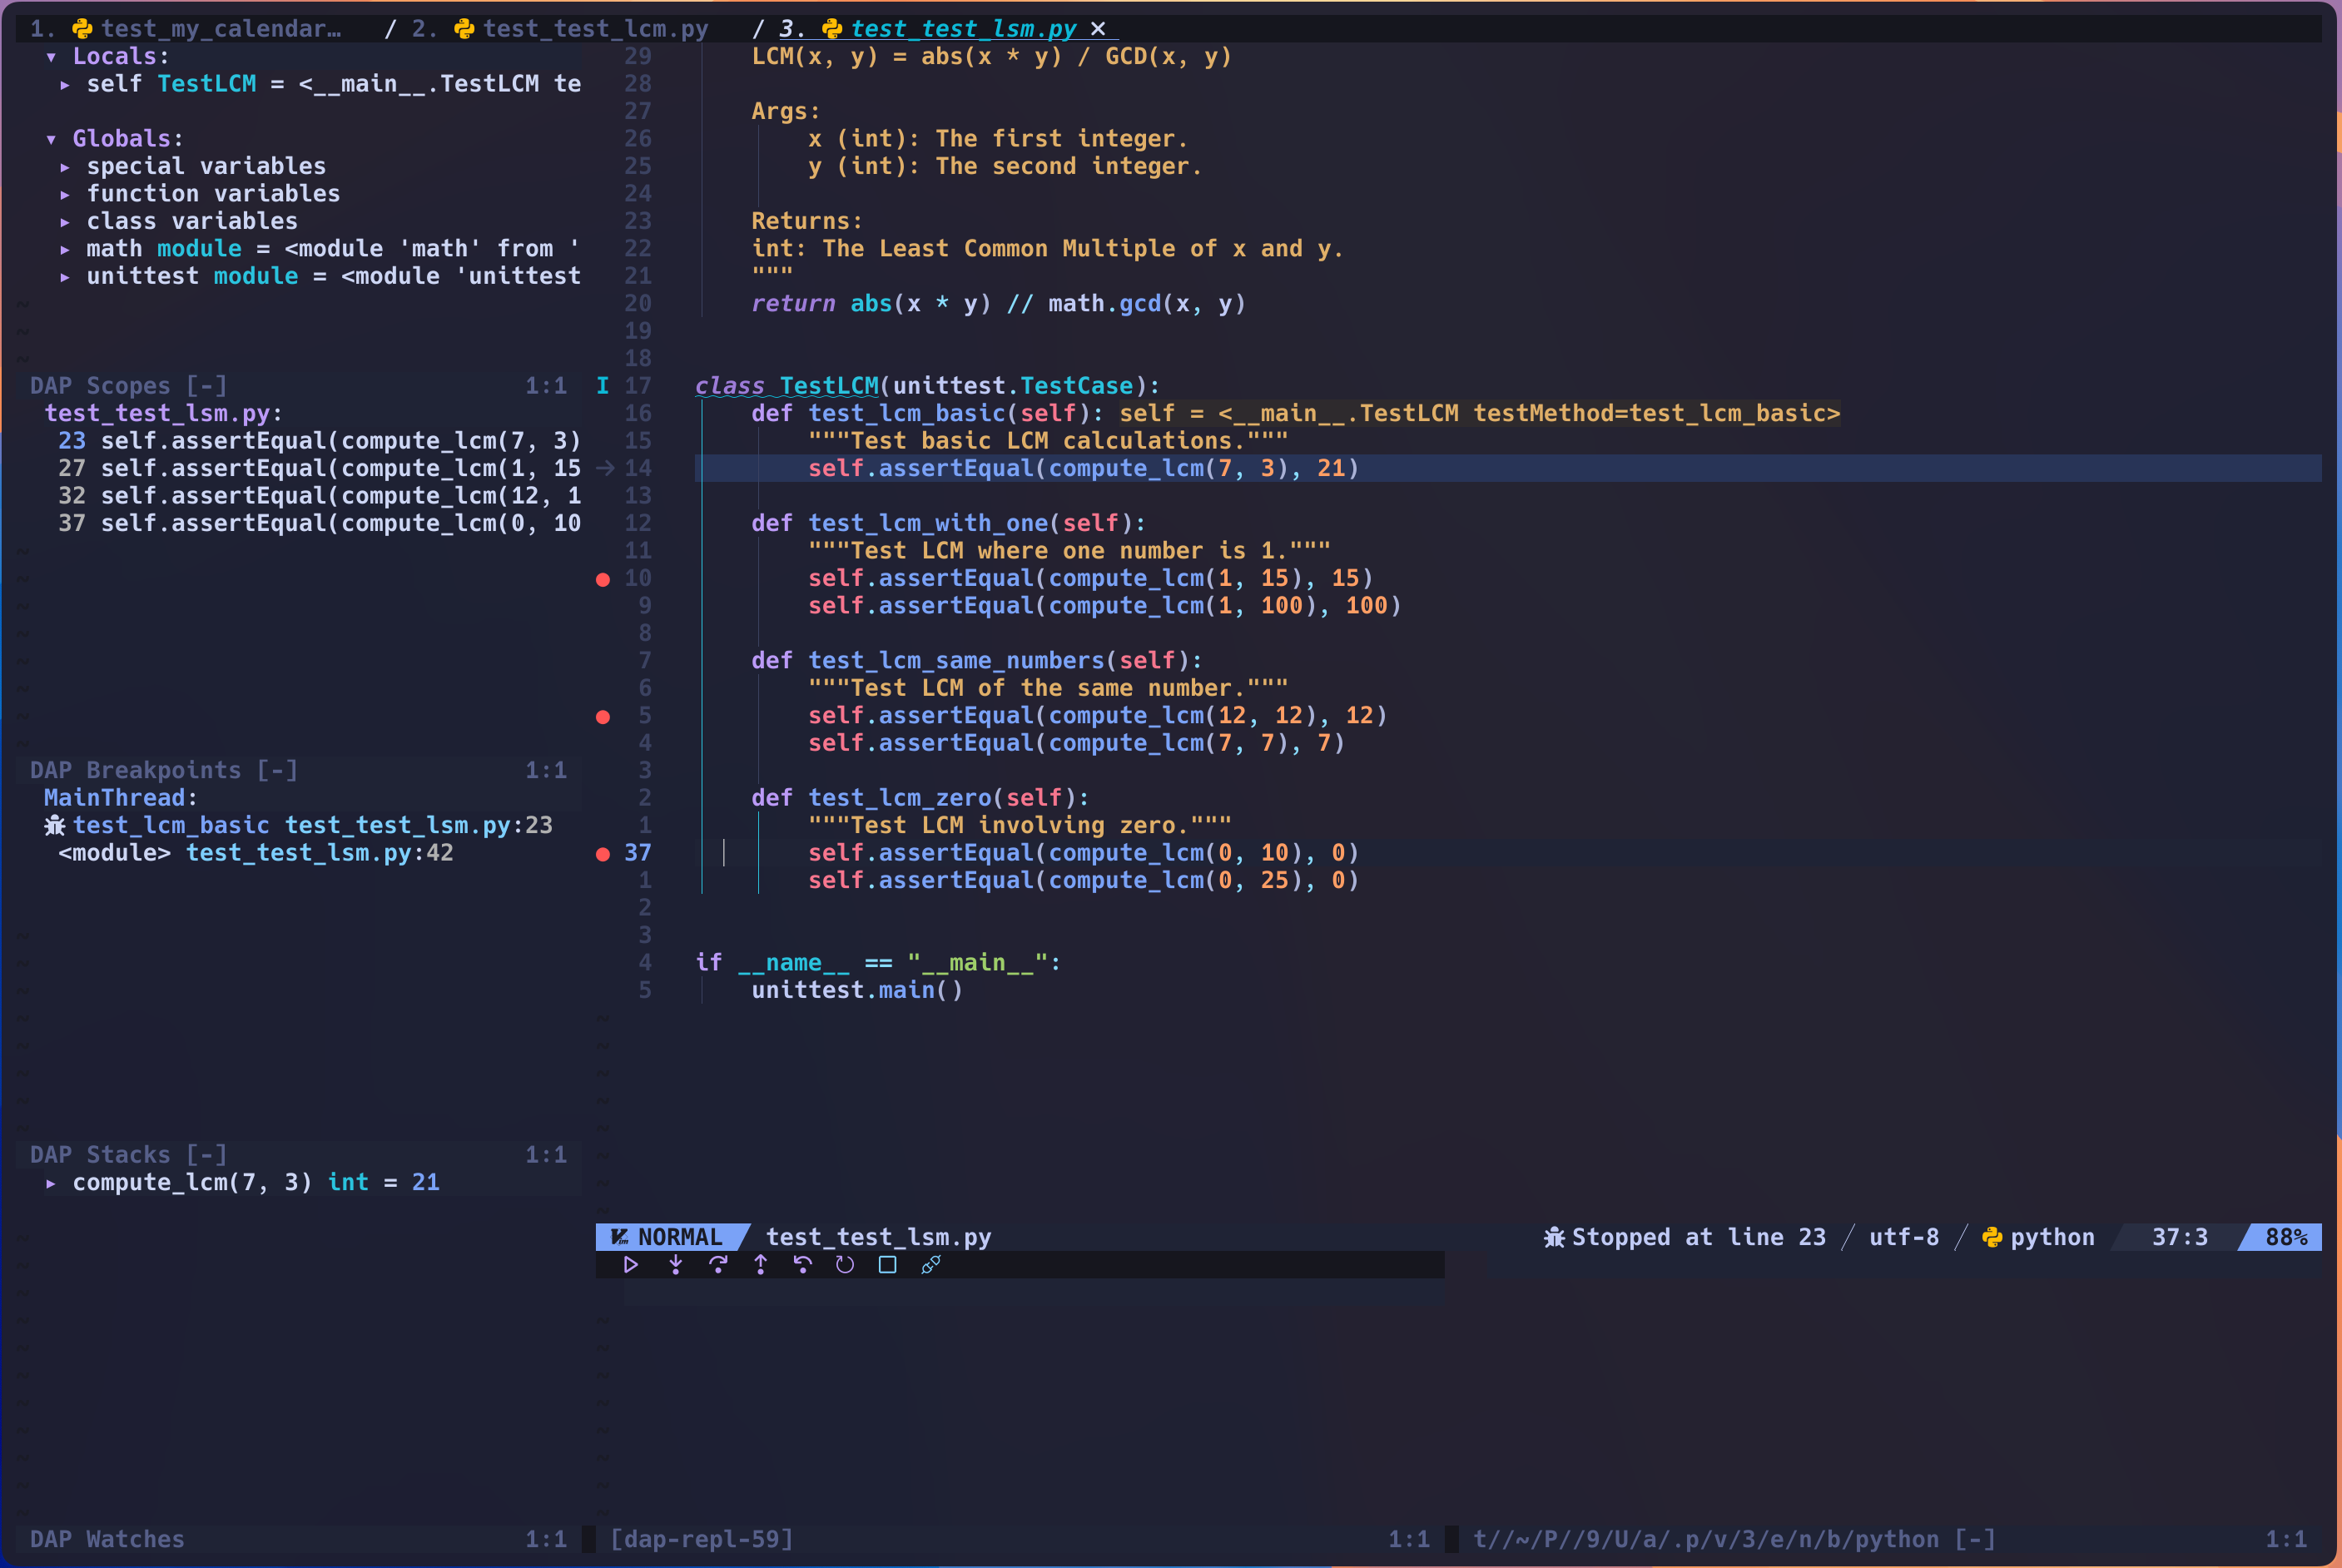 1. test_my_calendar… / 2. test_test_lcm.py / 3. test_test_lsm.py ×
▾ Locals:
▸ self TestLCM = <__main__.TestLCM te
▾ Globals:
▸ special variables
▸ function variables
▸ class variables
▸ math module = <module 'math' from '
▸ unittest module = <module 'unittest
~
~
~
DAP Scopes [-] 1:1
test_test_lsm.py:
23 self.assertEqual(compute_lcm(7, 3)
27 self.assertEqual(compute_lcm(1, 15
32 self.assertEqual(compute_lcm(12, 1
37 self.assertEqual(compute_lcm(0, 10
~
~
~
~
~
~
~
~
DAP Breakpoints [-] 1:1
MainThread:
test_lcm_basic test_test_lsm.py:23
<module> test_test_lsm.py:42
~
~
~
~
~
~
~
~
DAP Stacks [-] 1:1
▸ compute_lcm(7, 3) int = 21
~
~
~
~
~
~
~
~
~
~
~
DAP Watches 1:1
29 LCM(x, y) = abs(x * y) / GCD(x, y)
28
27 Args:
26 x (int): The first integer.
25 y (int): The second integer.
24
23 Returns:
22 int: The Least Common Multiple of x and y.
21 """
20 return abs(x * y) // math.gcd(x, y)
19
18
I 17 class TestLCM(unittest.TestCase):
16 def test_lcm_basic(self): self = <__main__.TestLCM testMethod=test_lcm_basic>
15 """Test basic LCM calculations."""
→ 14 self.assertEqual(compute_lcm(7, 3), 21)
13
12 def test_lcm_with_one(self):
11 """Test LCM where one number is 1."""
● 10 self.assertEqual(compute_lcm(1, 15), 15)
9 self.assertEqual(compute_lcm(1, 100), 100)
8
7 def test_lcm_same_numbers(self):
6 """Test LCM of the same number."""
● 5 self.assertEqual(compute_lcm(12, 12), 12)
4 self.assertEqual(compute_lcm(7, 7), 7)
3
2 def test_lcm_zero(self):
1 """Test LCM involving zero."""
● 37 self.assertEqual(compute_lcm(0, 10), 0)
1 self.assertEqual(compute_lcm(0, 25), 0)
2
3
4 if __name__ == "__main__":
5 unittest.main()
~
~
~
~
~
~
~
~
NORMAL test_test_lsm.py Stopped at line 23 / utf-8 / python 37:3 88%
~
~
~
~
~
~
~
~
[dap-repl-59] 1:1
t//~/P//9/U/a/.p/v/3/e/n/b/python [-] 1:1